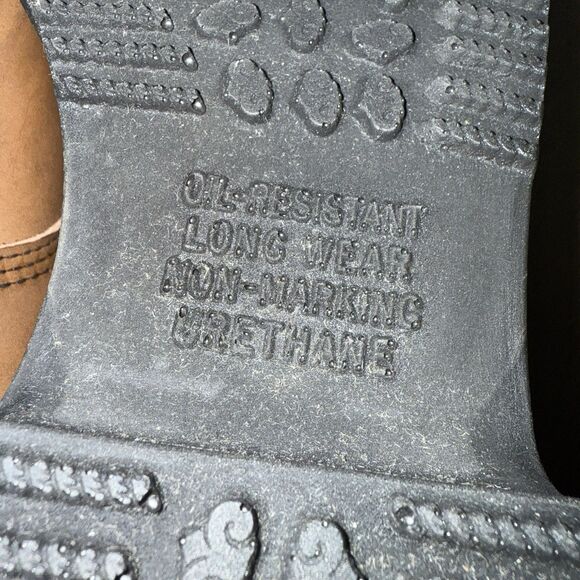 OIL-RESISTANT
LONG WEAR
NON-MARKING
URETHANE